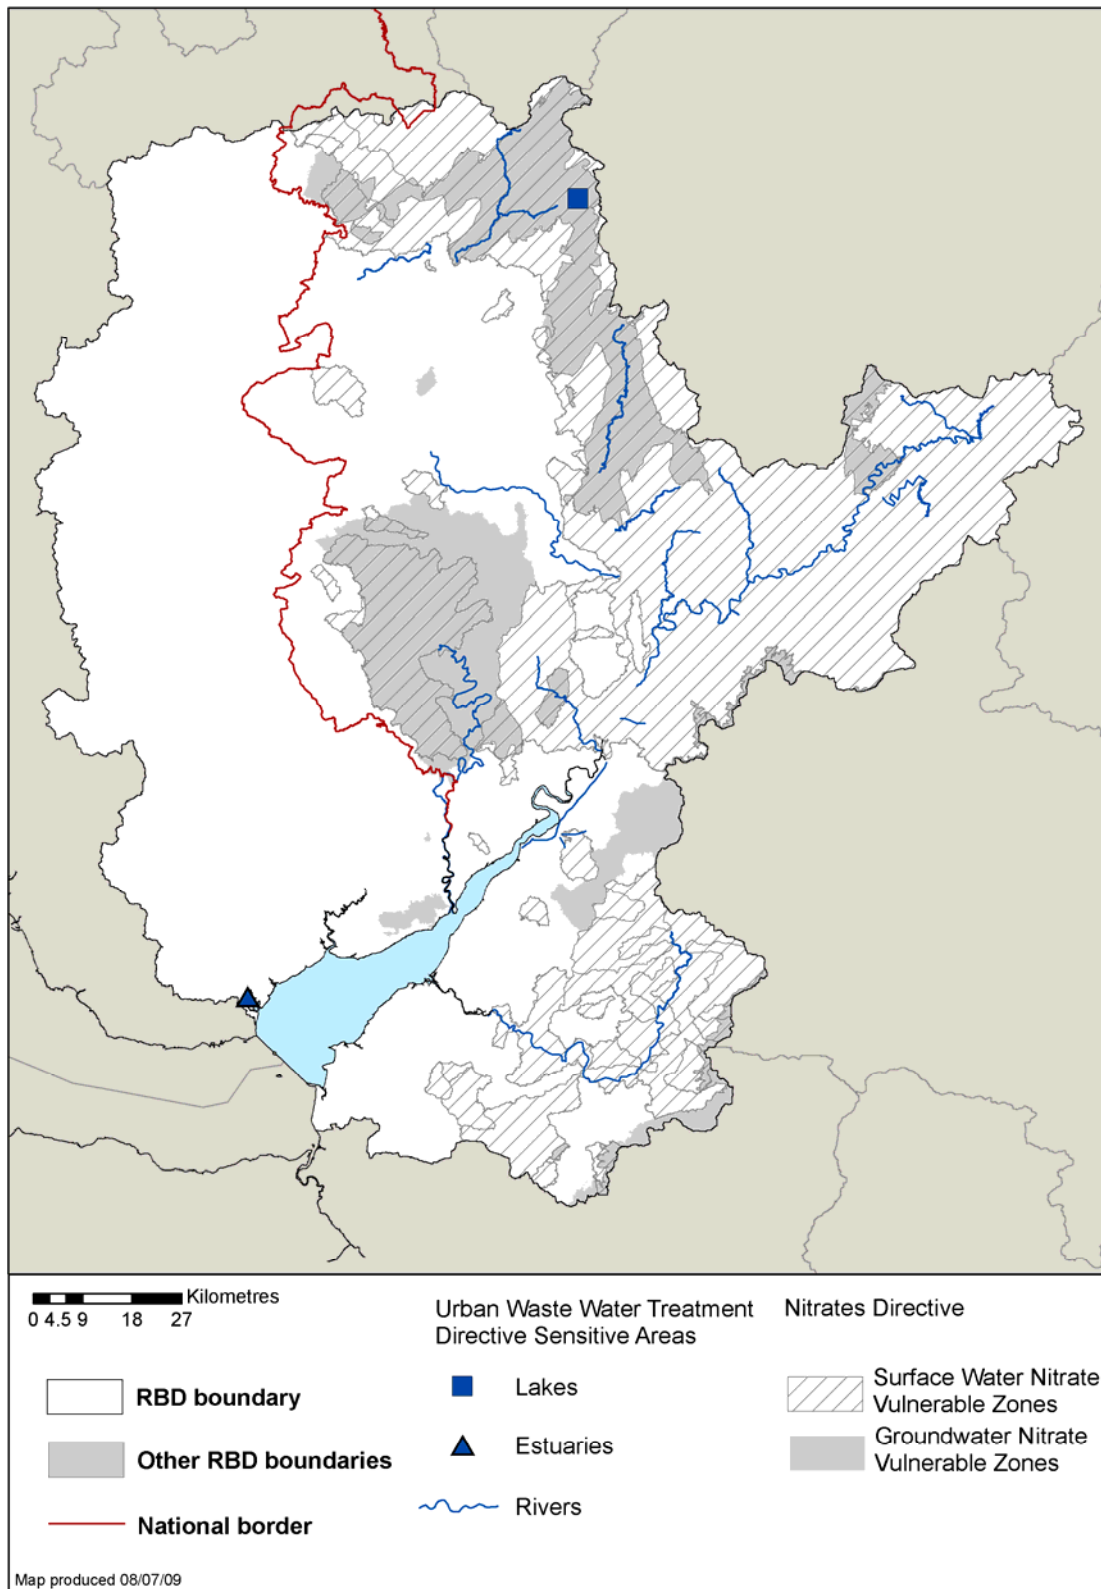 Kilometres
0 4.5 9 18 27
RBD boundary
Other RBD boundaries
National border
Map produced 08/07/09
Urban Waste Water Treatment
Directive Sensitive Areas
Lakes
Estuaries
Rivers
Nitrates Directive
Surface Water Nitrate
Vulnerable Zones
Groundwater Nitrate
Vulnerable Zones